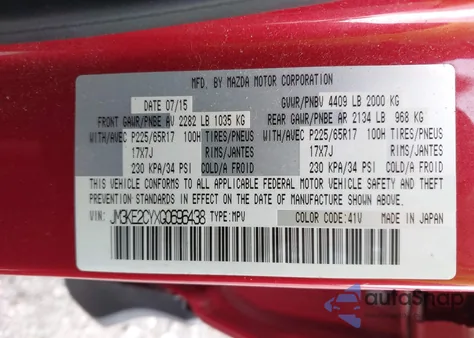 MFD. BY MAZDA MOTOR CORPORATION
DATE 07/15 GVWR/PNBV 4409 LB 2000 KG
FRONT GAWR/PNBE AV 2282 LB 1035 KG REAR GAWR/PNBE AR 2134 LB 968 KG
WITH/AVEC P225/65R17 100H TIRES/PNEUS WITH/AVEC P225/65R17 100H TIRES/PNEUS
17X7J RIMS/JANTES 17X7J RIMS/JANTES
230 KPA/34 PSI COLD/A FROID 230 KPA/34 PSI COLD/A FROID
THIS VEHICLE CONFORMS TO ALL APPLICABLE FEDERAL MOTOR VEHICLE SAFETY AND THEFT
PREVENTION STANDARDS IN EFFECT ON THE DATE OF MANUFACTURE SHOWN ABOVE.
VIN: JM3KE2CYXG0696438 TYPE:MPV COLOR CODE:41V MADE IN JAPAN
autoSnap